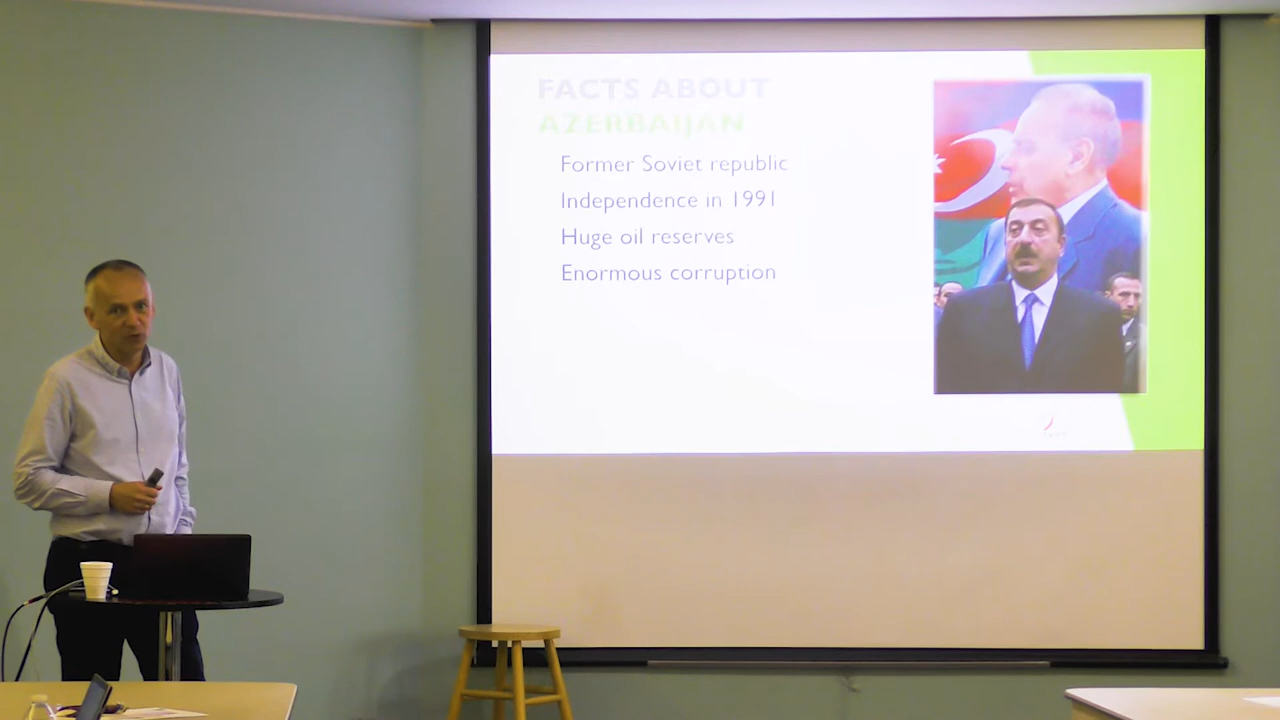 FACTS ABOUT
AZERBAIJAN
Former Soviet republic
Independence in 1991
Huge oil reserves
Enormous corruption